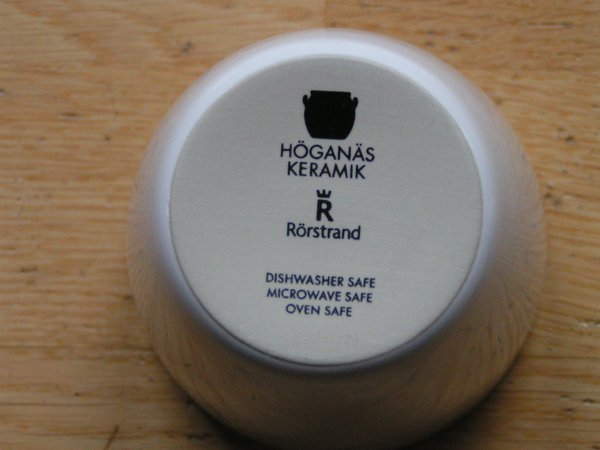 HÖGANÄS
KERAMIK
R
Rörstrand
DISHWASHER SAFE
MICROWAVE SAFE
OVEN SAFE